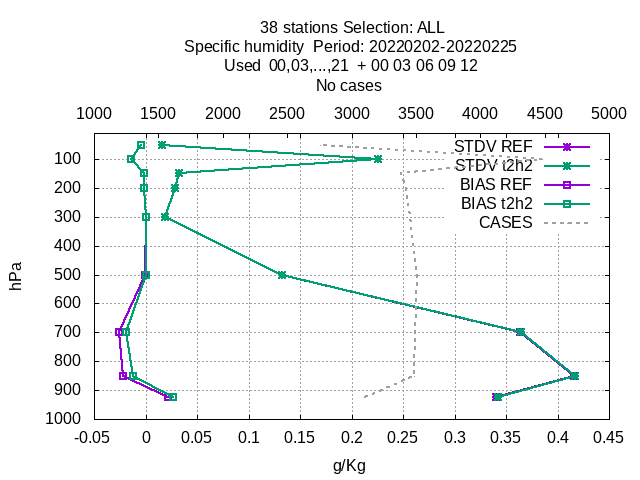 38 stations Selection: ALL
Specific humidity  Period: 20220202-20220225
Used  00,03,...,21  + 00 03 06 09 12
No cases
1000 1500 2000 2500 3000 3500 4000 4500 5000
STDV REF
STDV t2h2
BIAS REF
BIAS t2h2
CASES
100
200
300
400
500
600
700
800
900
1000
hPa
-0.05 0 0.05 0.1 0.15 0.2 0.25 0.3 0.35 0.4 0.45
g/Kg